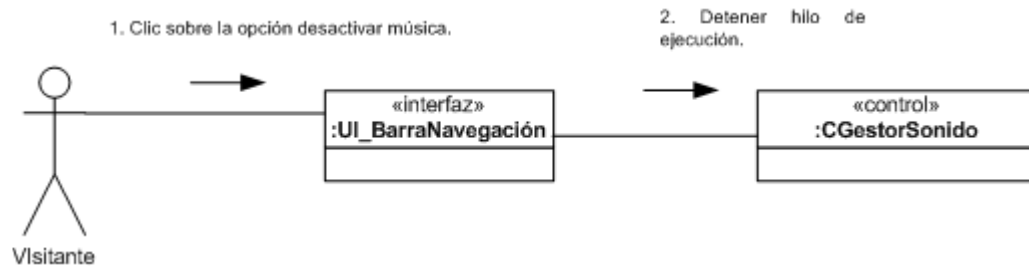 1. Clic sobre la opción desactivar música.
2. Detener hilo de
ejecución.
«interfaz»
:UI_BarraNavegación
«control»
:CGestorSonido
VIsitante